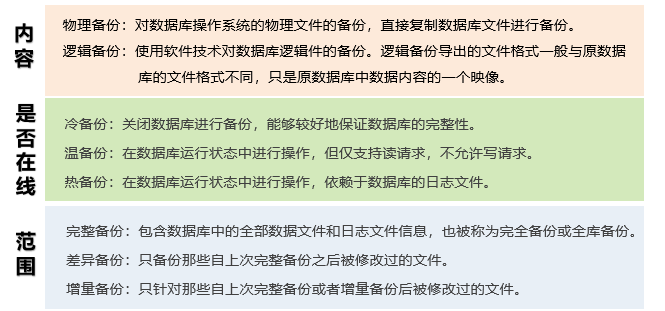 内容
物理备份：对数据库操作系统的物理文件的备份，直接复制数据库文件进行备份。
逻辑备份：使用软件技术对数据库逻辑件的备份。逻辑备份导出的文件格式一般与原数据
库的文件格式不同，只是原数据库中数据内容的一个映像。
是否在线
冷备份：关闭数据库进行备份，能够较好地保证数据库的完整性。
温备份：在数据库运行状态中进行操作，但仅支持读请求，不允许写请求。
热备份：在数据库运行状态中进行操作，依赖于数据库的日志文件。
范围
完整备份：包含数据库中的全部数据文件和日志文件信息，也被称为完全备份或全库备份。
差异备份：只备份那些自上次完整备份之后被修改过的文件。
增量备份：只针对那些自上次完整备份或者增量备份后被修改过的文件。